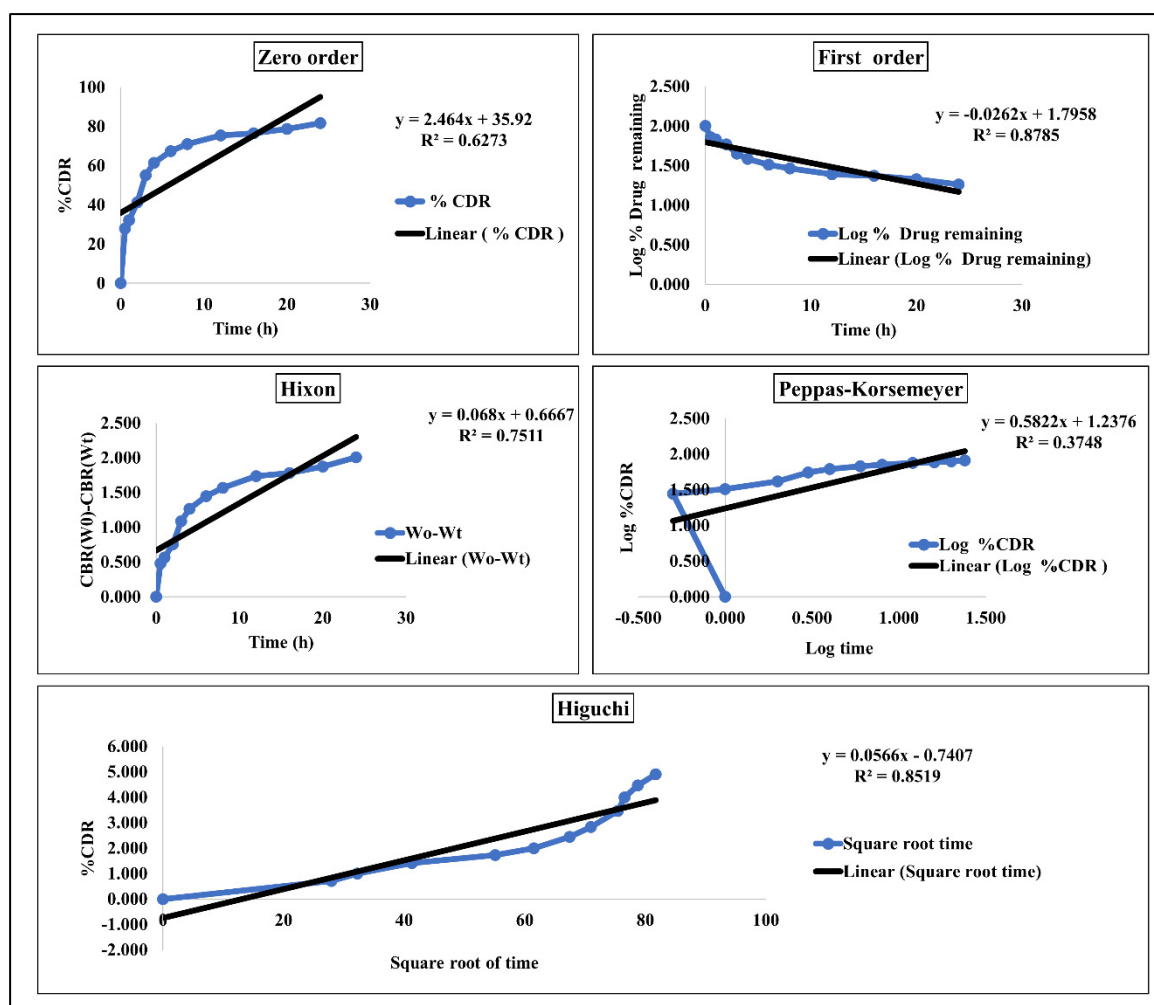 Zero order
100
80
60
40
20
0
0
10
20
30
%CDR
Time (h)
y = 2.464x + 35.92
R² = 0.6273
% CDR
Linear ( % CDR )
First order
2.500
2.000
1.500
1.000
0.500
0.000
0
10
20
30
Log % Drug remaining
Time (h)
y = -0.0262x + 1.7958
R² = 0.8785
Log % Drug remaining
Linear (Log % Drug remaining)
Hixon
2.500
2.000
1.500
1.000
0.500
0.000
0
10
20
30
CBR(W0)-CBR(Wt)
Time (h)
y = 0.068x + 0.6667
R² = 0.7511
Wo-Wt
Linear (Wo-Wt)
Peppas-Korsemeyer
2.500
2.000
1.500
1.000
0.500
0.000
-0.500
0.000
0.500
1.000
1.500
Log %CDR
Log time
y = 0.5822x + 1.2376
R² = 0.3748
Log %CDR
Linear (Log %CDR )
Higuchi
6.000
5.000
4.000
3.000
2.000
1.000
0.000
-1.000
-2.000
0
20
40
60
80
100
%CDR
Square root of time
y = 0.0566x - 0.7407
R² = 0.8519
Square root time
Linear (Square root time)